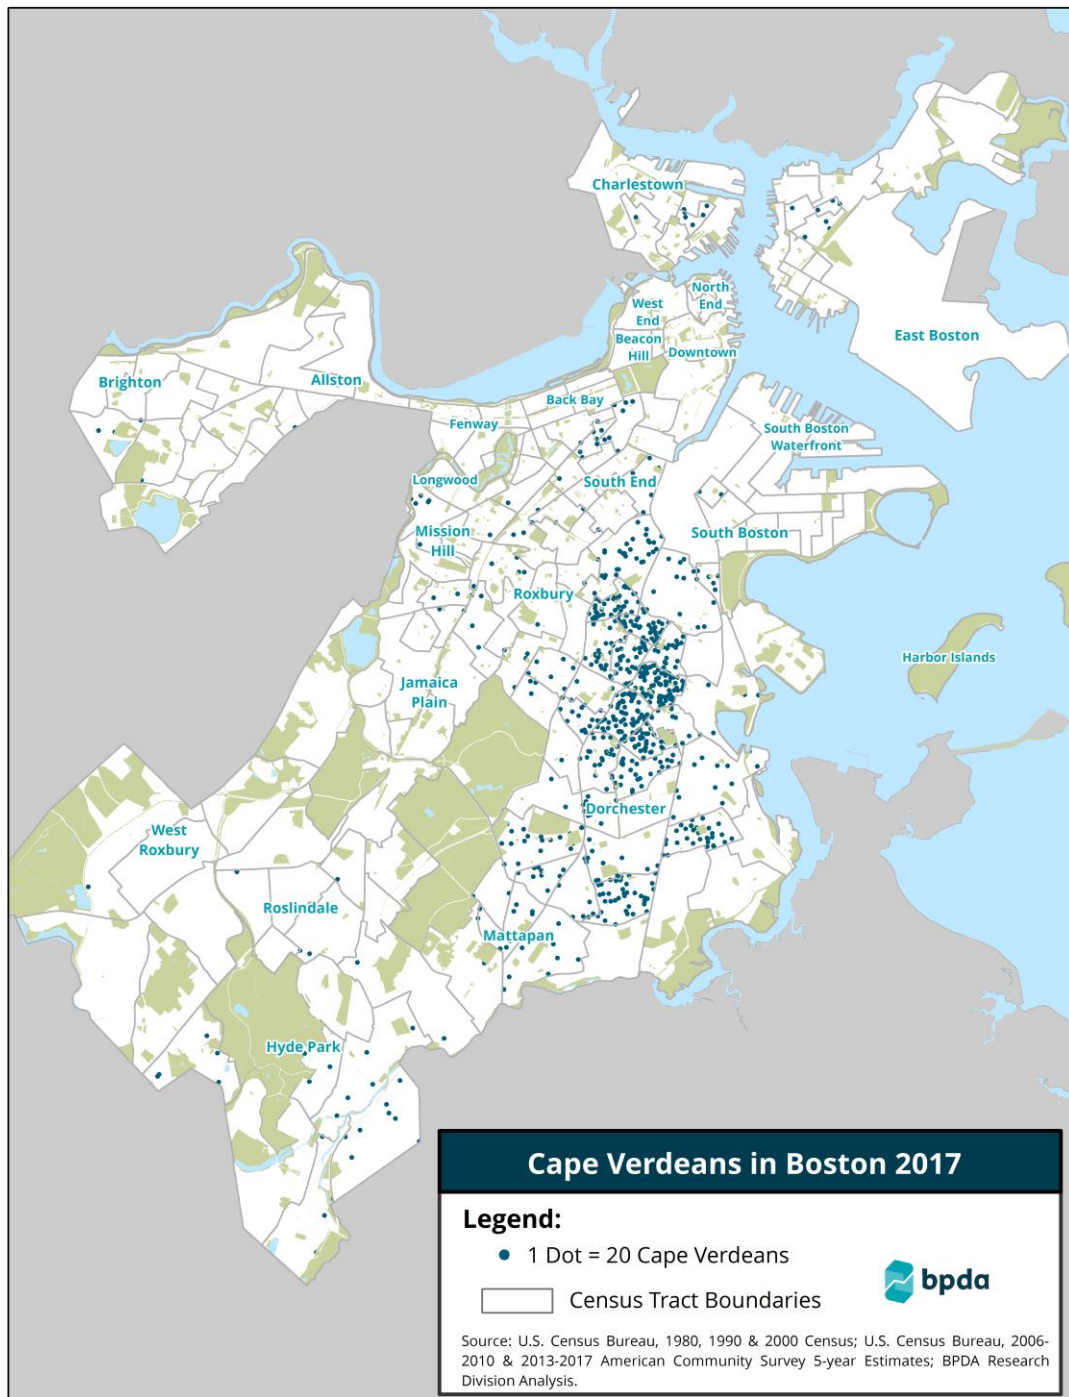 Charlestown
North
End
West
End
Beacon
Hill
Downtown
East Boston
Brighton
Allston
Back Bay
Fenway
South Boston
Waterfront
Longwood
South End
Mission
Hill
South Boston
Roxbury
Harbor Islands
Jamaica
Plain
Dorchester
West
Roxbury
Roslindale
Mattapan
Hyde Park
Cape Verdeans in Boston 2017
Legend:
1 Dot = 20 Cape Verdeans
bpda
Census Tract Boundaries
Source: U.S. Census Bureau, 1980, 1990 & 2000 Census; U.S. Census Bureau, 2006-
2010 & 2013-2017 American Community Survey 5-year Estimates; BPDA Research
Division Analysis.